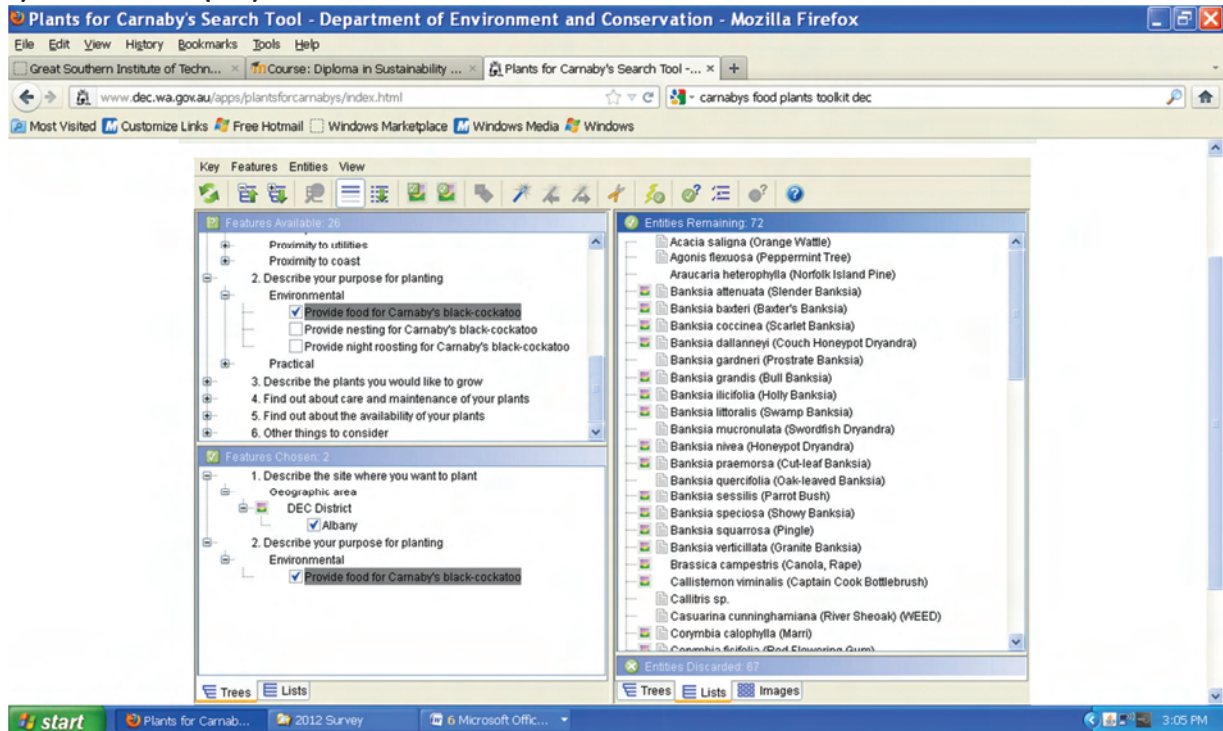 Plants for Carnaby's Search Tool - Department of Environment and Conservation - Mozilla Firefox
File Edit View History Bookmarks Tools Help
Great Southern Institute of Techn... × Course: Diploma in Sustainability ... × Plants for Carnaby's Search Tool -... × +
www.dec.wa.gov.au/apps/plantsforcarnabys/index.html carnabys food plants toolkit dec
Most Visited Customize Links Free Hotmail Windows Marketplace Windows Media Windows
Key Features Entities View
Features Available: 26
Proximity to utilities
Proximity to coast
2. Describe your purpose for planting
Environmental
Provide food for Carnaby's black-cockatoo
Provide nesting for Carnaby's black-cockatoo
Provide night roosting for Carnaby's black-cockatoo
Practical
3. Describe the plants you would like to grow
4. Find out about care and maintenance of your plants
5. Find out about the availability of your plants
6. Other things to consider
Features Chosen: 2
1. Describe the site where you want to plant
Geographic area
DEC District
Albany
2. Describe your purpose for planting
Environmental
Provide food for Carnaby's black-cockatoo
Trees Lists
Entities Remaining: 72
Acacia saligna (Orange Wattle)
Agonis flexuosa (Peppermint Tree)
Araucaria heterophylla (Norfolk Island Pine)
Banksia attenuata (Slender Banksia)
Banksia baxteri (Baxter's Banksia)
Banksia coccinea (Scarlet Banksia)
Banksia dallanneyi (Couch Honeypot Dryandra)
Banksia gardneri (Prostrate Banksia)
Banksia grandis (Bull Banksia)
Banksia ilicifolia (Holly Banksia)
Banksia littoralis (Swamp Banksia)
Banksia mucronulata (Swordfish Dryandra)
Banksia nivea (Honeypot Dryandra)
Banksia praemorsa (Cut-leaf Banksia)
Banksia quercifolia (Oak-leaved Banksia)
Banksia sessilis (Parrot Bush)
Banksia speciosa (Showy Banksia)
Banksia squarrosa (Pingle)
Banksia verticillata (Granite Banksia)
Brassica campestris (Canola, Rape)
Callistemon viminalis (Captain Cook Bottlebrush)
Callitris sp.
Casuarina cunninghamiana (River Sheoak) (WEED)
Corymbia calophylla (Marri)
Corymbia ficifolia (Red Flowering Gum)
Entities Discarded: 67
Trees Lists Images
start Plants for Carnab... 2012 Survey 6 Microsoft Offic... 3:05 PM